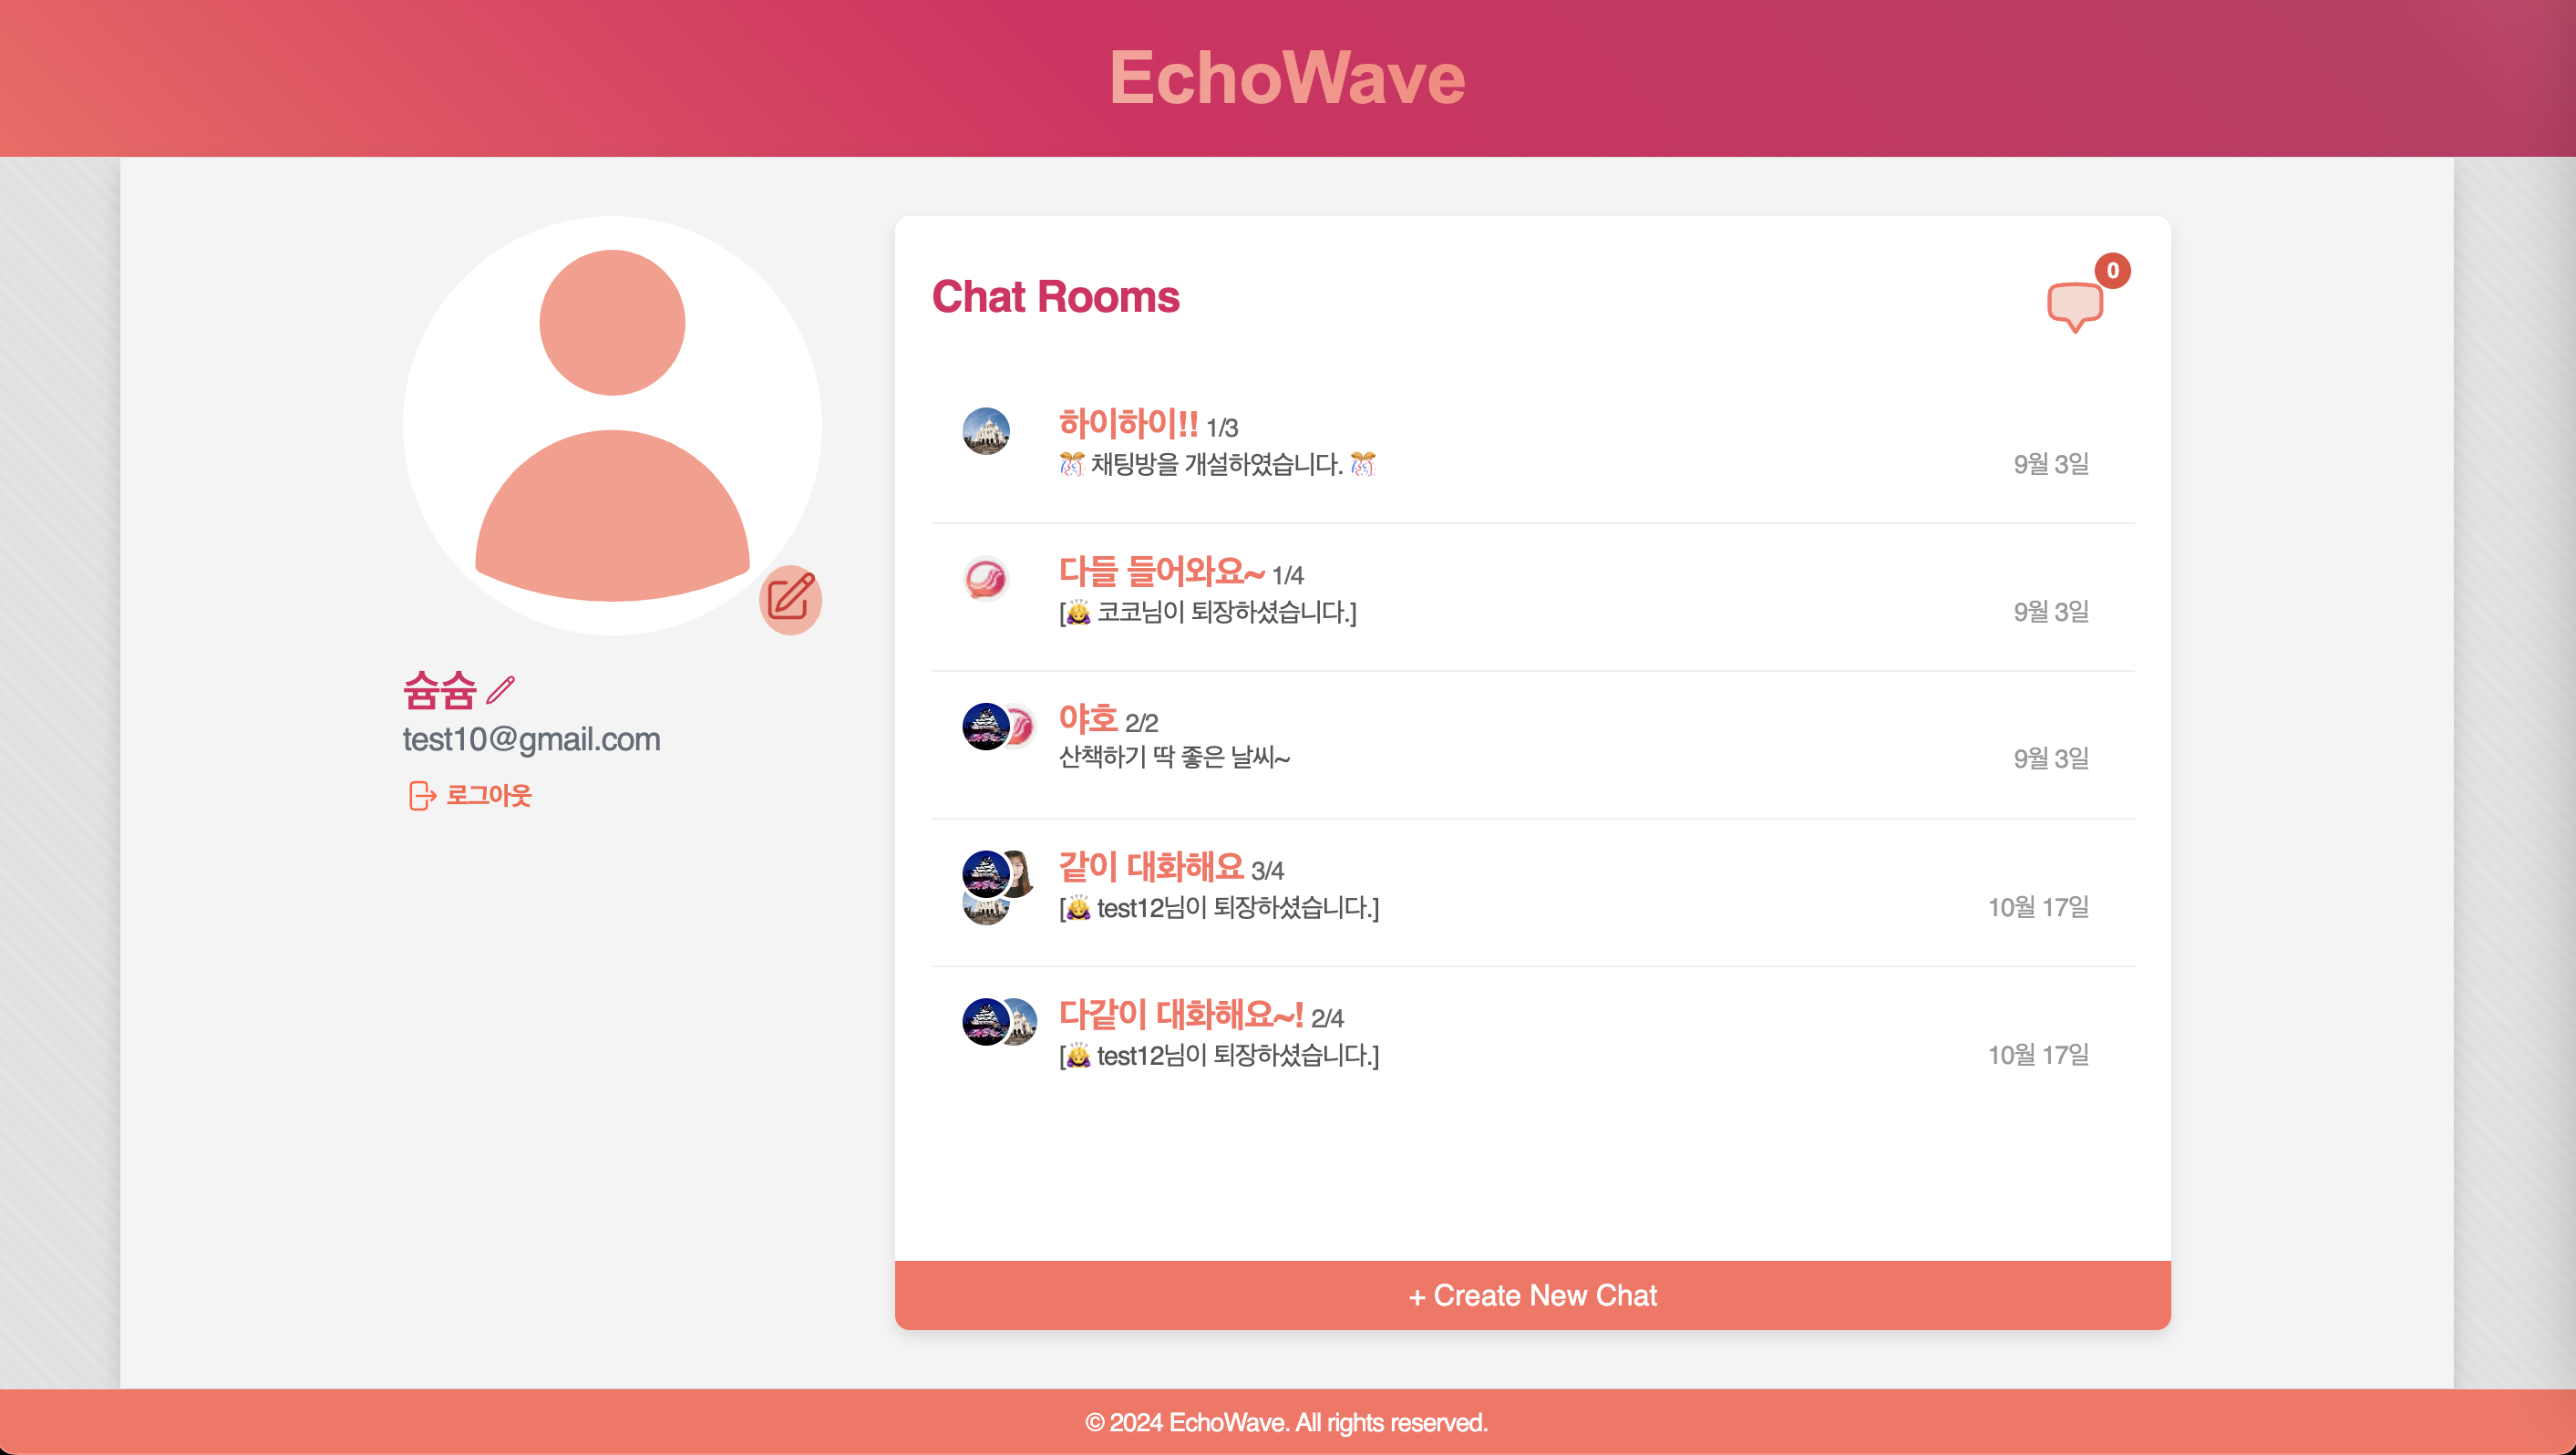 EchoWave
슘슘
test10@gmail.com
로그아웃
Chat Rooms
0
하이하이!! 1/3
🎊 채팅방을 개설하였습니다. 🎊
9월 3일
다들 들어와요~ 1/4
[🙇‍♀️ 코코님이 퇴장하셨습니다.]
9월 3일
야호 2/2
산책하기 딱 좋은 날씨~
9월 3일
같이 대화해요 3/4
[🙇‍♀️ test12님이 퇴장하셨습니다.]
10월 17일
다같이 대화해요~! 2/4
[🙇‍♀️ test12님이 퇴장하셨습니다.]
10월 17일
+ Create New Chat
© 2024 EchoWave. All rights reserved.